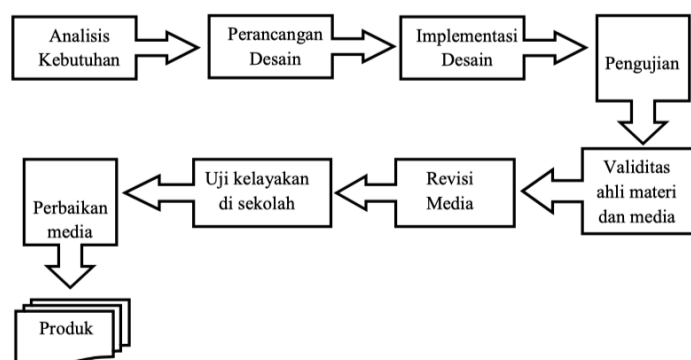 Analisis
Kebutuhan
Perancangan
Desain
Implementasi
Desain
Pengujian
Validitas
ahli materi
dan media
Revisi
Media
Uji kelayakan
di sekolah
Perbaikan
media
Produk